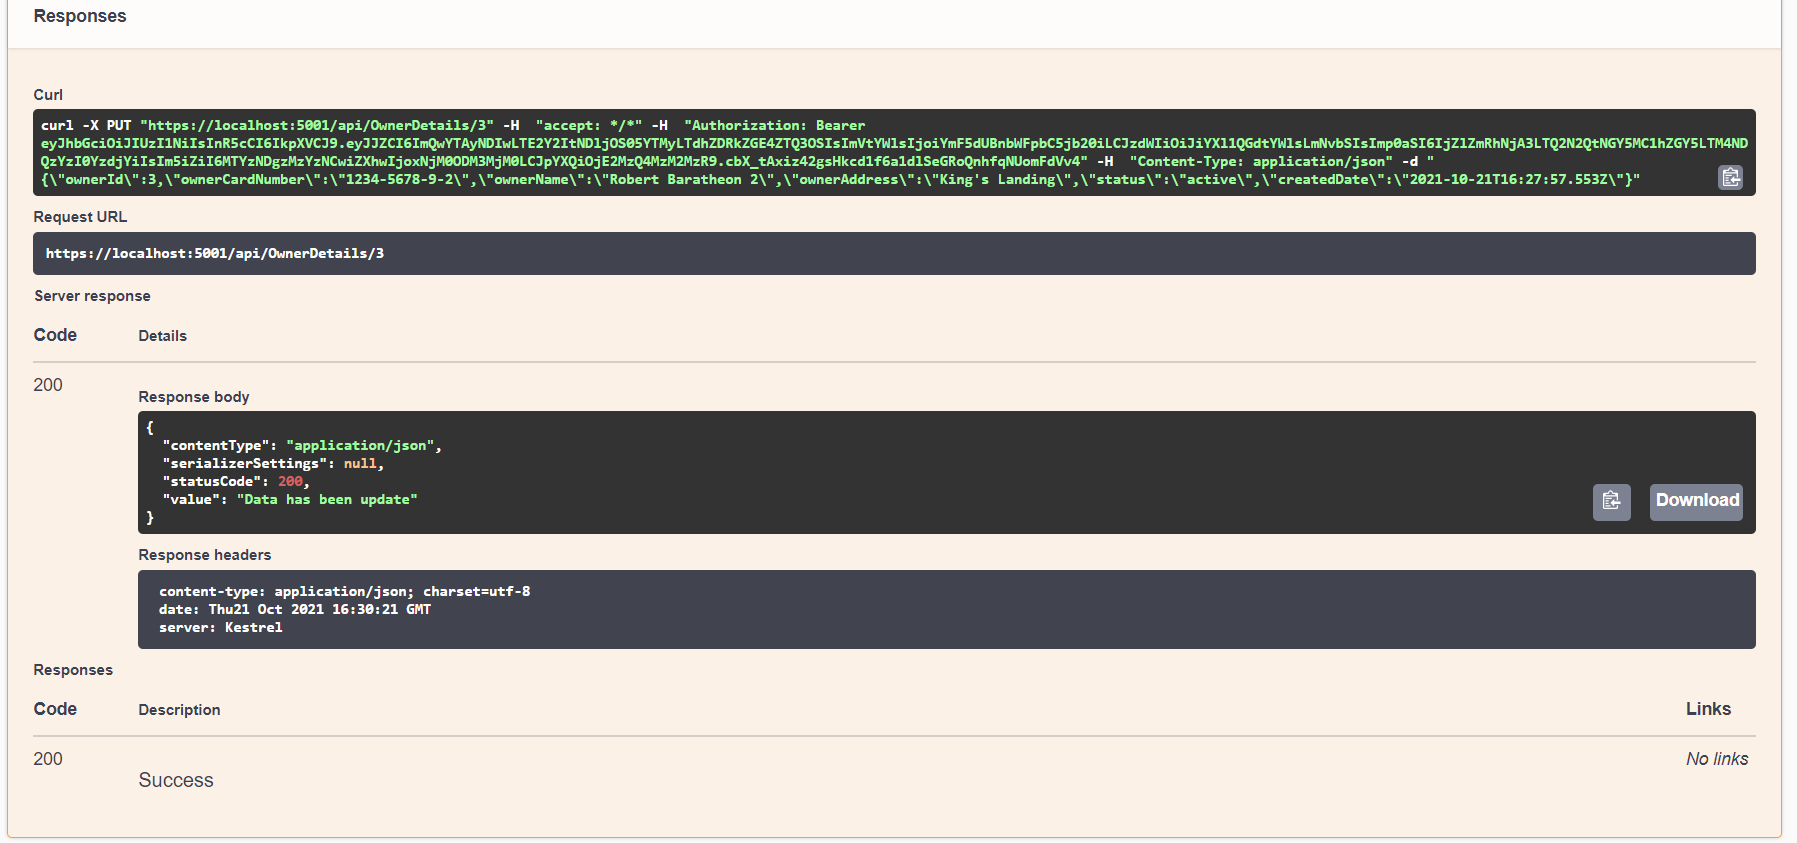 Responses
Curl
curl -X PUT "https://localhost:5001/api/OwnerDetails/3" -H  "accept: */*" -H  "Authorization: Bearer
eyJhbGciOiJIUzI1NiIsInR5cCI6IkpXVCJ9.eyJJZCI6ImQwYTAyNDIwLTE2Y2ItNDljOS05YTMyLTdhZDRkZGE4ZTQ3OSIsImVtYWlsIjoiYmF5dUBnbWFpbC5jb20iLCJzdWIiOiJiYXl1QGdtYWlsLmNvbSIsImp0aSI6IjZlZmRhNjA3LTQ2N2QtNGY5MC1hZGY5LTM4ND
QzYzI0YzdjYiIsIm5iZiI6MTYzNDgzMzYzNCwiZXhwIjoxNjM0ODM3MjM0LCJpYXQiOjE2MzQ4MzM2MzR9.cbX_tAxiz42gsHkcd1f6a1dlSeGRoQnhfqNUomFdVv4" -H  "Content-Type: application/json" -d "
{\"ownerId\":3,\"ownerCardNumber\":\"1234-5678-9-2\",\"ownerName\":\"Robert Baratheon 2\",\"ownerAddress\":\"King's Landing\",\"status\":\"active\",\"createdDate\":\"2021-10-21T16:27:57.553Z\"}"
Request URL
https://localhost:5001/api/OwnerDetails/3
Server response
Code Details
200
Response body
{
"contentType": "application/json",
"serializerSettings": null,
"statusCode": 200,
"value": "Data has been update"
}
Download
Response headers
content-type: application/json; charset=utf-8
date: Thu21 Oct 2021 16:30:21 GMT
server: Kestrel
Responses
Code Description Links
200 No links
Success